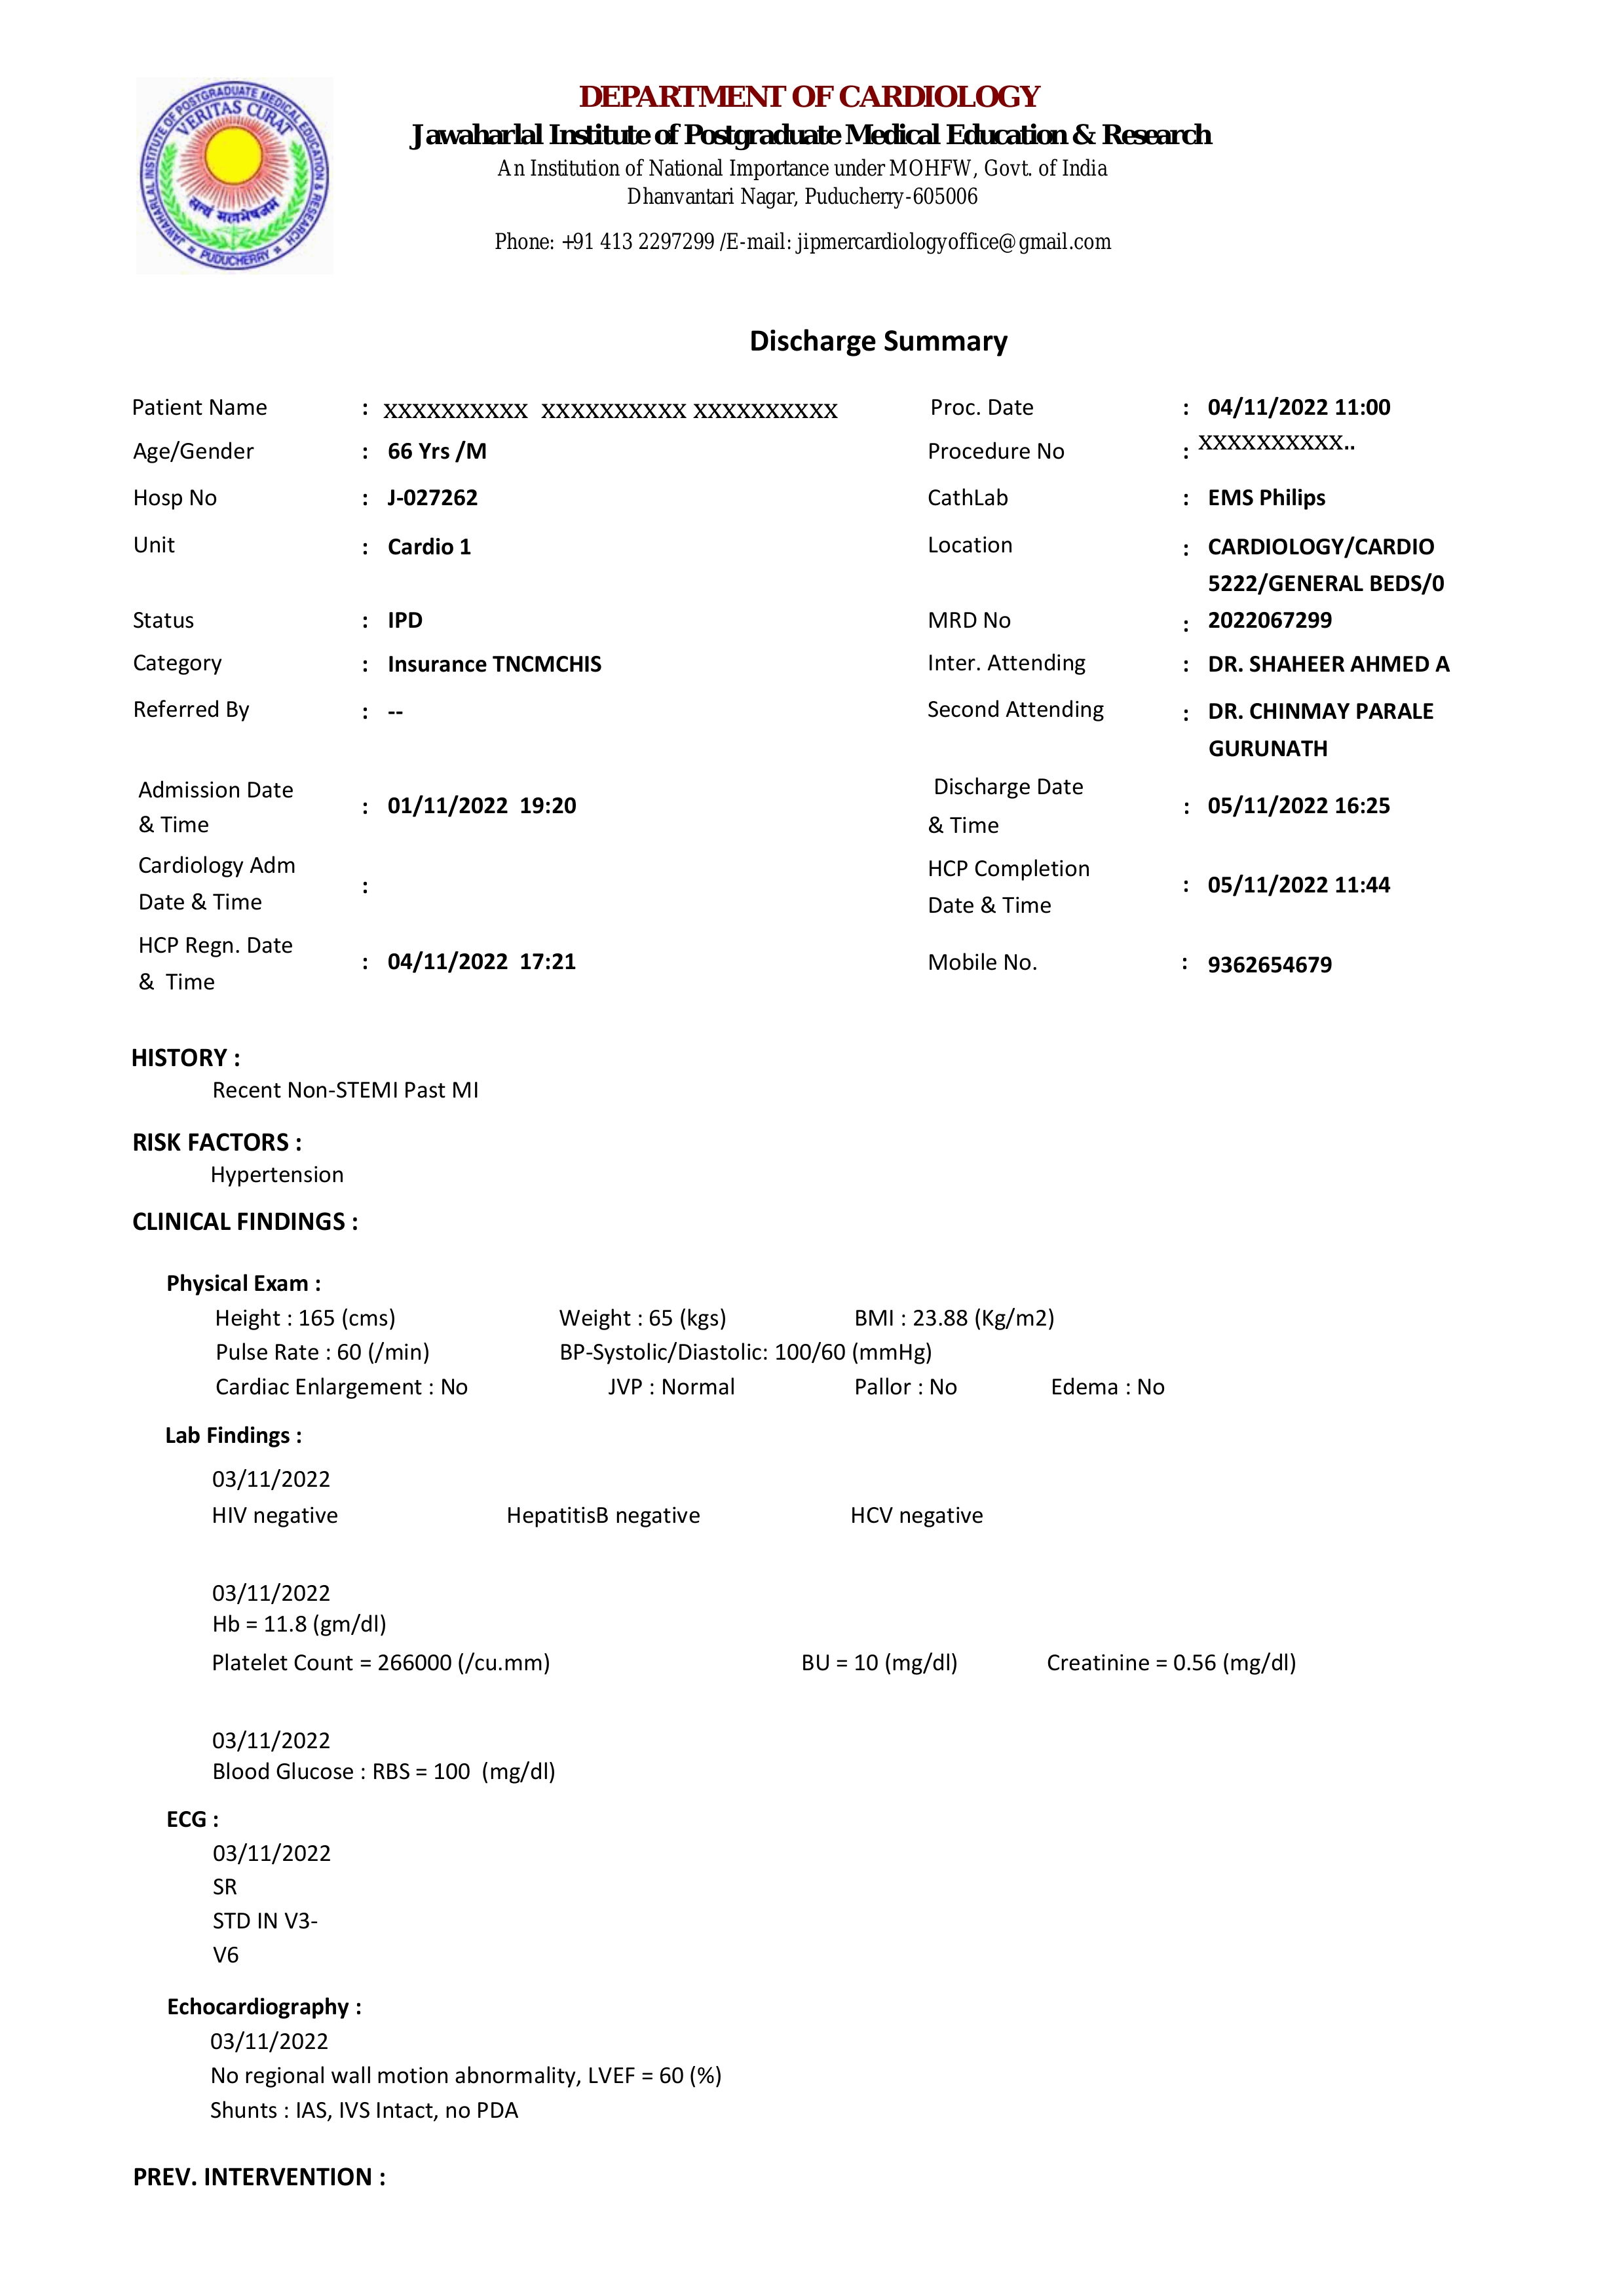 JAWAHARLAL INSTITUTE OF POSTGRADUATE MEDICAL EDUCATION & RESEARCH
VERITAS CURAT
सत्यं महाभेषजम्
PUDUCHERRY
DEPARTMENT OF CARDIOLOGY
Jawaharlal Institute of Postgraduate Medical Education & Research
An Institution of National Importance under MOHFW, Govt. of India
Dhanvantari Nagar, Puducherry-605006
Phone: +91 413 2297299 /E-mail: jipmercardiologyoffice@gmail.com
Discharge Summary
Patient Name : xxxxxxxxxx xxxxxxxxxx xxxxxxxxxx Proc. Date : 04/11/2022 11:00
Age/Gender : 66 Yrs /M Procedure No : xxxxxxxxxx..
Hosp No : J-027262 CathLab : EMS Philips
Unit : Cardio 1 Location : CARDIOLOGY/CARDIO
5222/GENERAL BEDS/0
Status : IPD MRD No : 2022067299
Category : Insurance TNCMCHIS Inter. Attending : DR. SHAHEER AHMED A
Referred By : -- Second Attending : DR. CHINMAY PARALE
GURUNATH
Admission Date
& Time : 01/11/2022 19:20 Discharge Date
& Time : 05/11/2022 16:25
Cardiology Adm
Date & Time : HCP Completion
Date & Time : 05/11/2022 11:44
HCP Regn. Date
& Time : 04/11/2022 17:21 Mobile No. : 9362654679
HISTORY :
Recent Non-STEMI Past MI
RISK FACTORS :
Hypertension
CLINICAL FINDINGS :
Physical Exam :
Height : 165 (cms) Weight : 65 (kgs) BMI : 23.88 (Kg/m2)
Pulse Rate : 60 (/min) BP-Systolic/Diastolic: 100/60 (mmHg)
Cardiac Enlargement : No JVP : Normal Pallor : No Edema : No
Lab Findings :
03/11/2022
HIV negative HepatitisB negative HCV negative
03/11/2022
Hb = 11.8 (gm/dl)
Platelet Count = 266000 (/cu.mm) BU = 10 (mg/dl) Creatinine = 0.56 (mg/dl)
03/11/2022
Blood Glucose : RBS = 100 (mg/dl)
ECG :
03/11/2022
SR
STD IN V3-
V6
Echocardiography :
03/11/2022
No regional wall motion abnormality, LVEF = 60 (%)
Shunts : IAS, IVS Intact, no PDA
PREV. INTERVENTION :